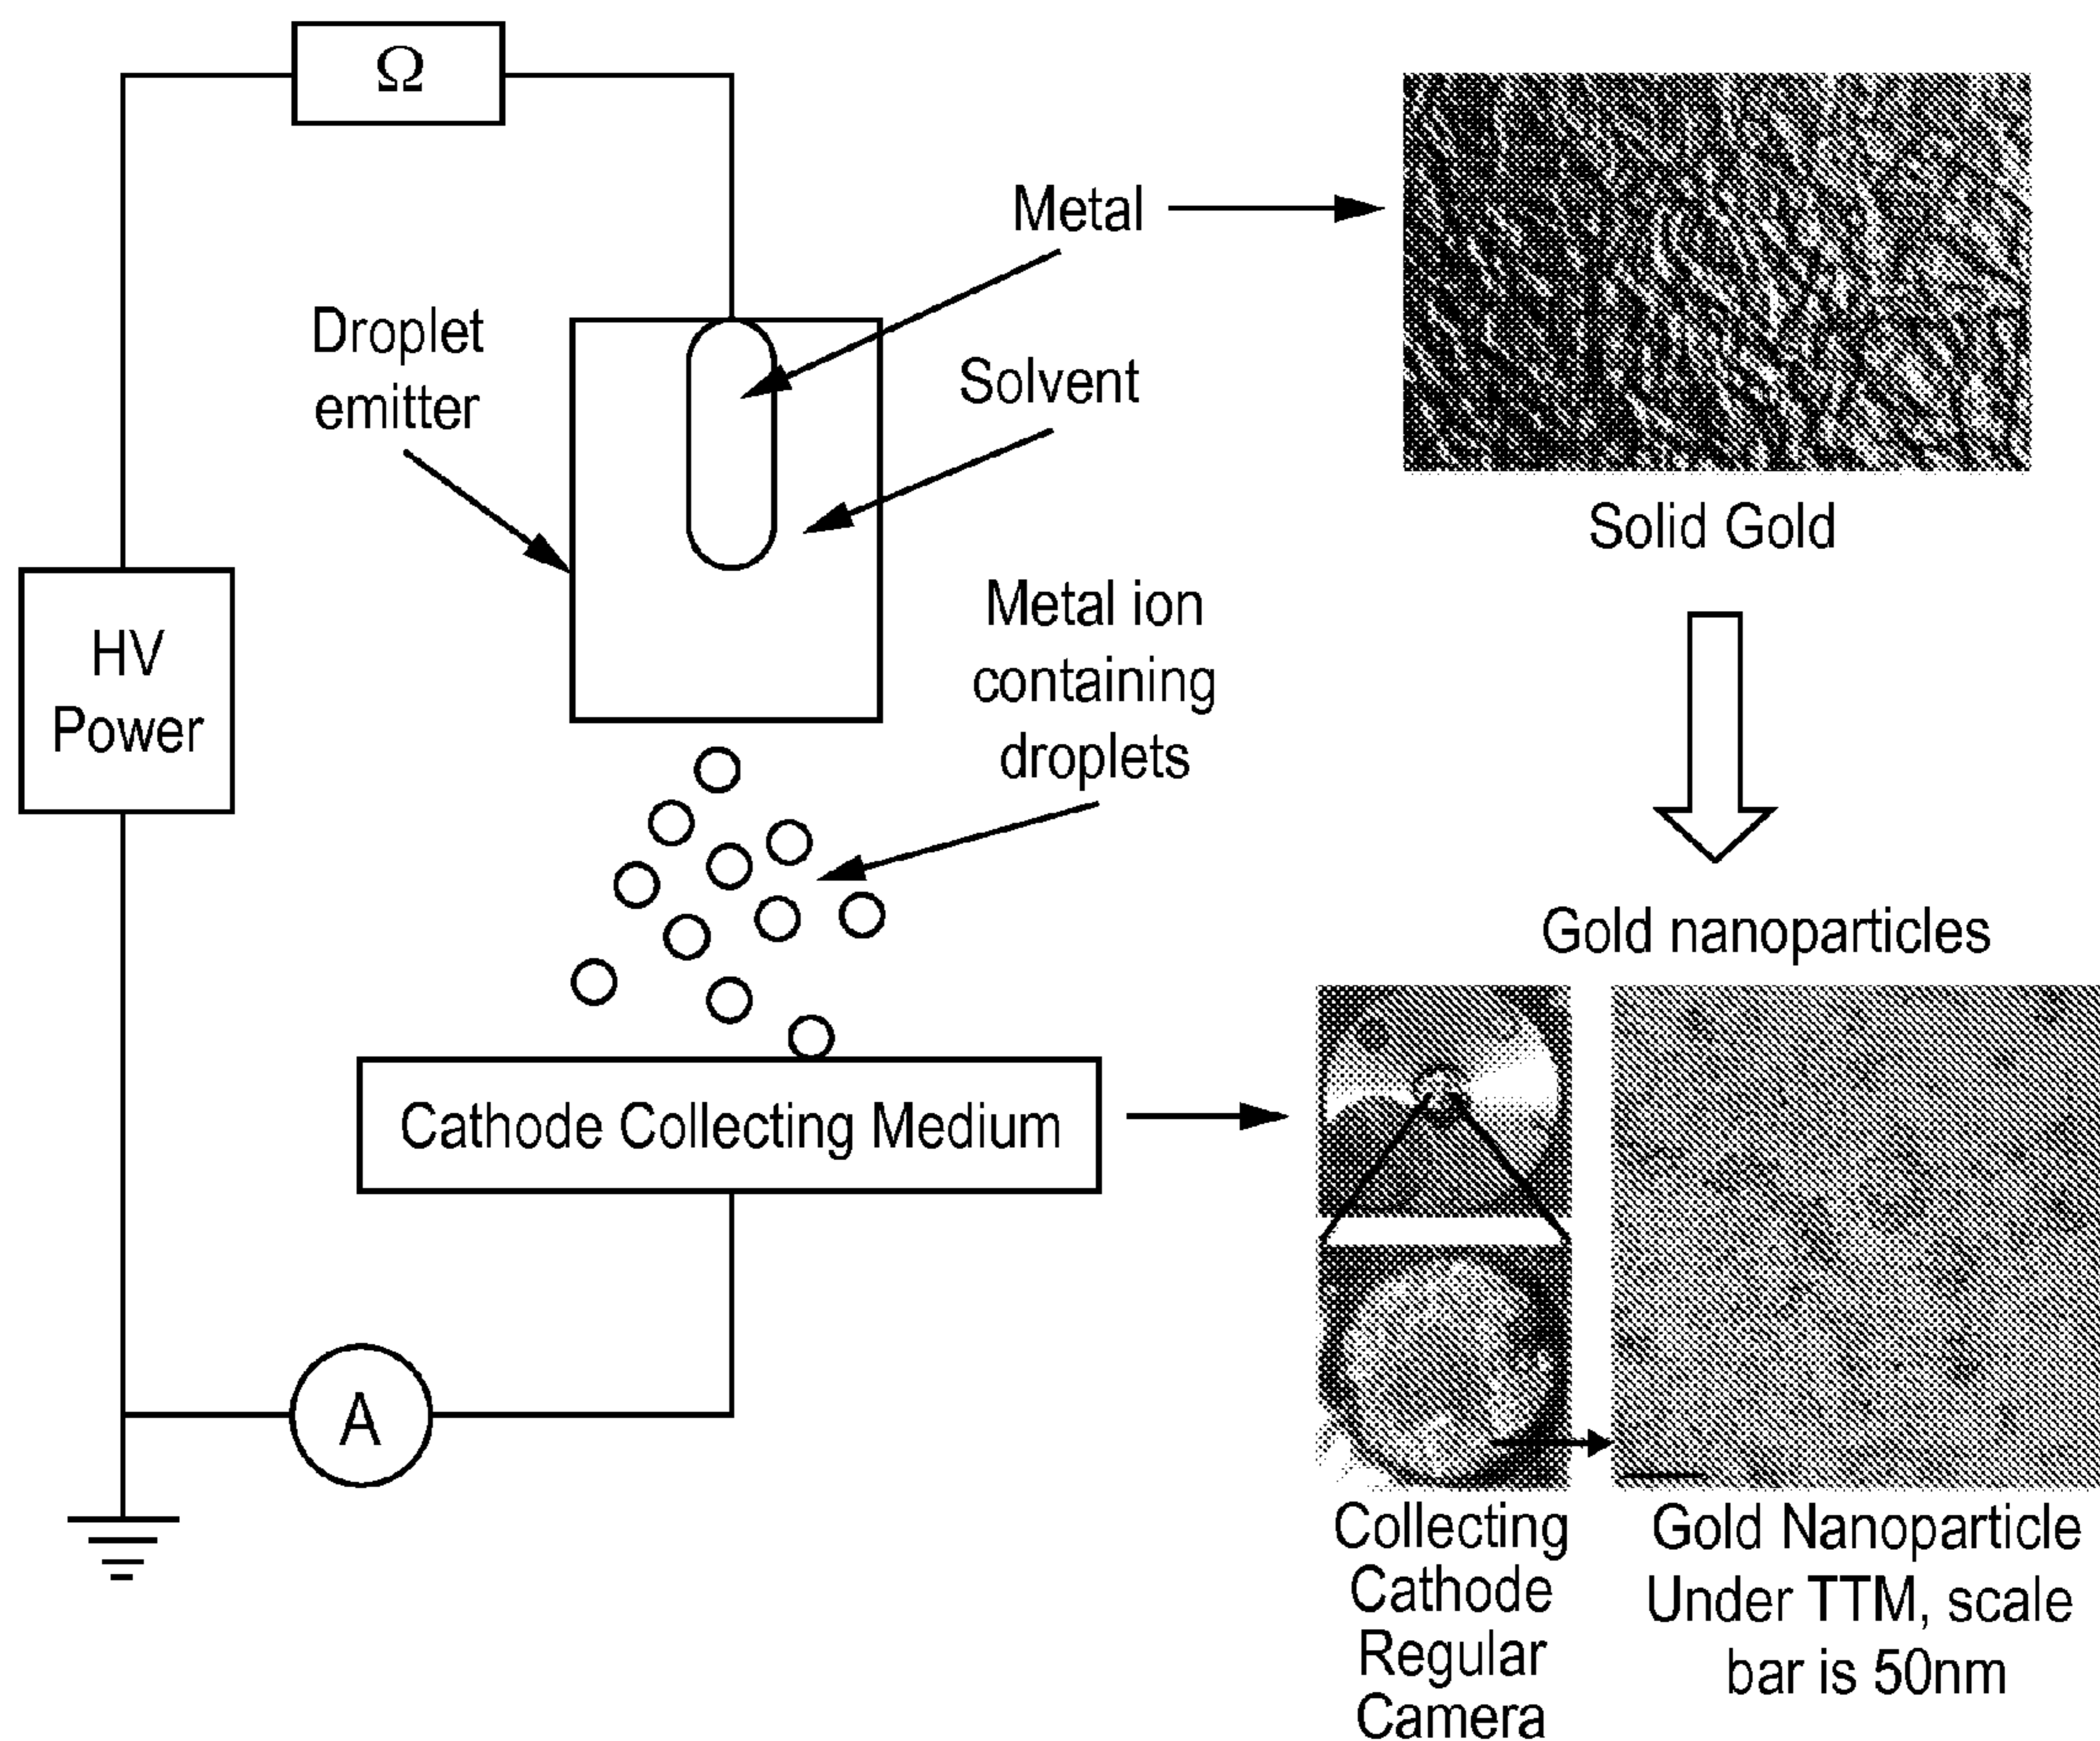 Ω
Metal
Droplet
emitter
Solvent
Solid Gold
HV
Power
Metal ion
containing
droplets
Gold nanoparticles
Cathode Collecting Medium
A
Collecting
Cathode
Regular
Camera
Gold Nanoparticle
Under TTM, scale
bar is 50nm